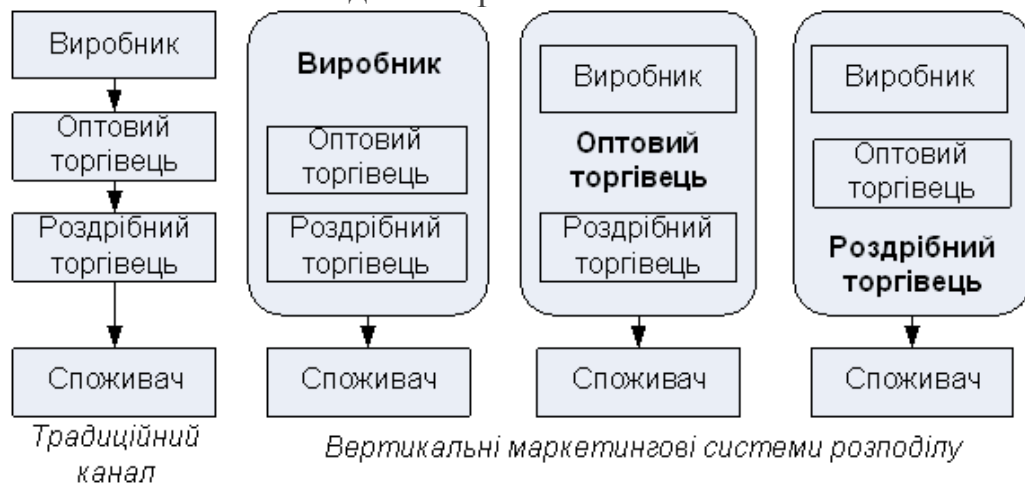 Виробник
Оптовий
торгівець
Роздрібний
торгівець
Споживач
Традиційний
канал
Виробник
Оптовий
торгівець
Роздрібний
торгівець
Споживач
Виробник
Оптовий
торгівець
Роздрібний
торгівець
Споживач
Виробник
Оптовий
торгівець
Роздрібний
торгівець
Споживач
Вертикальні маркетингові системи розподілу